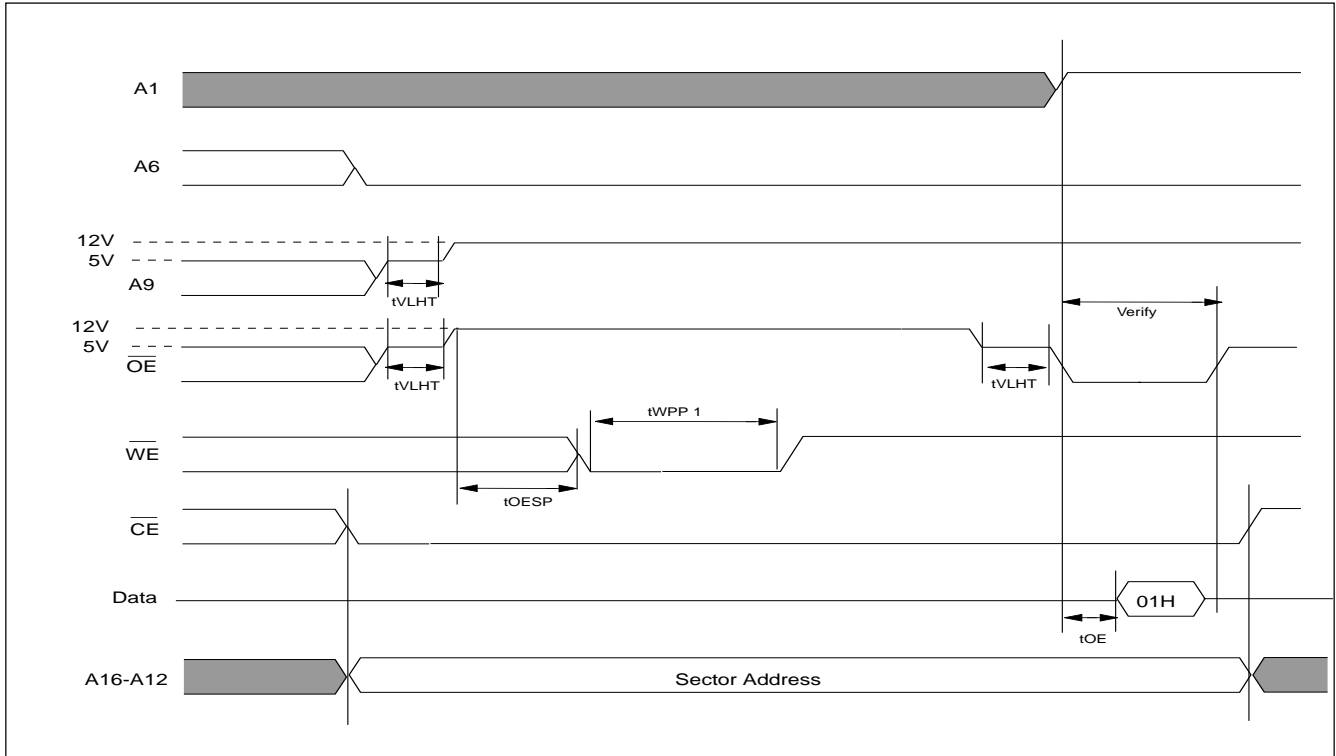 A1
A6
12V
5V
A9
tVLHT
Verify
12V
5V
OE
tVLHT
tVLHT
tWPP 1
WE
tOESP
CE
Data
01H
tOE
A16-A12
Sector Address